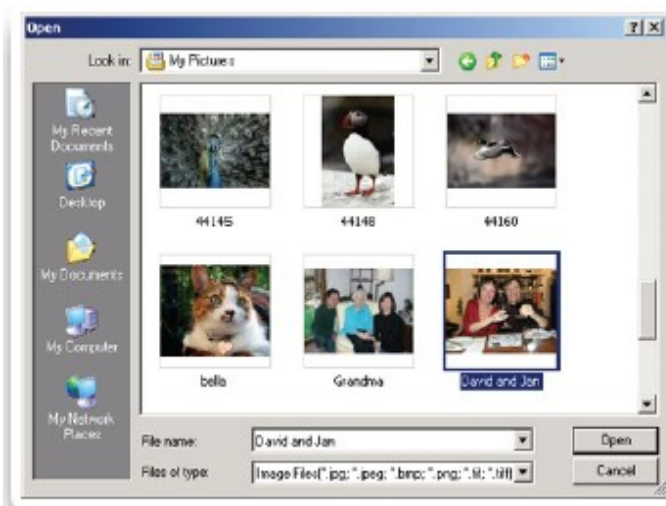 Open
Look in:
My Pictures
My Recent
Documents
Desktop
My Documents
My Computer
My Network
Places
44145
44148
44160
bella
Grandma
David and Jan
File name:
David and Jan
Open
Files of type:
Image Files(*.jpg; *.jpeg; *.bmp; *.png; *.tif; *.tiff)
Cancel